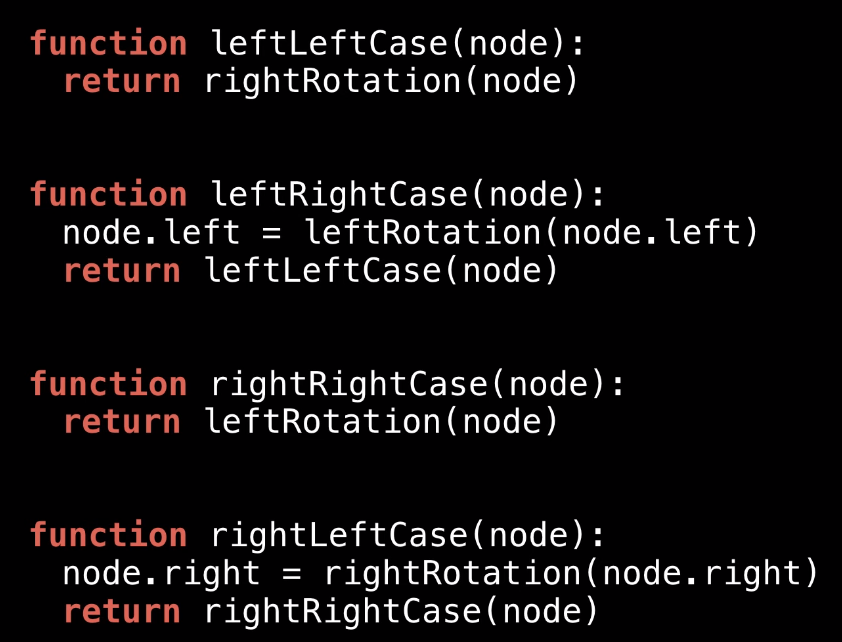 function leftLeftCase(node):
  return rightRotation(node)
function leftRightCase(node):
  node.left = leftRotation(node.left)
  return leftLeftCase(node)
function rightRightCase(node):
  return leftRotation(node)
function rightLeftCase(node):
  node.right = rightRotation(node.right)
  return rightRightCase(node)